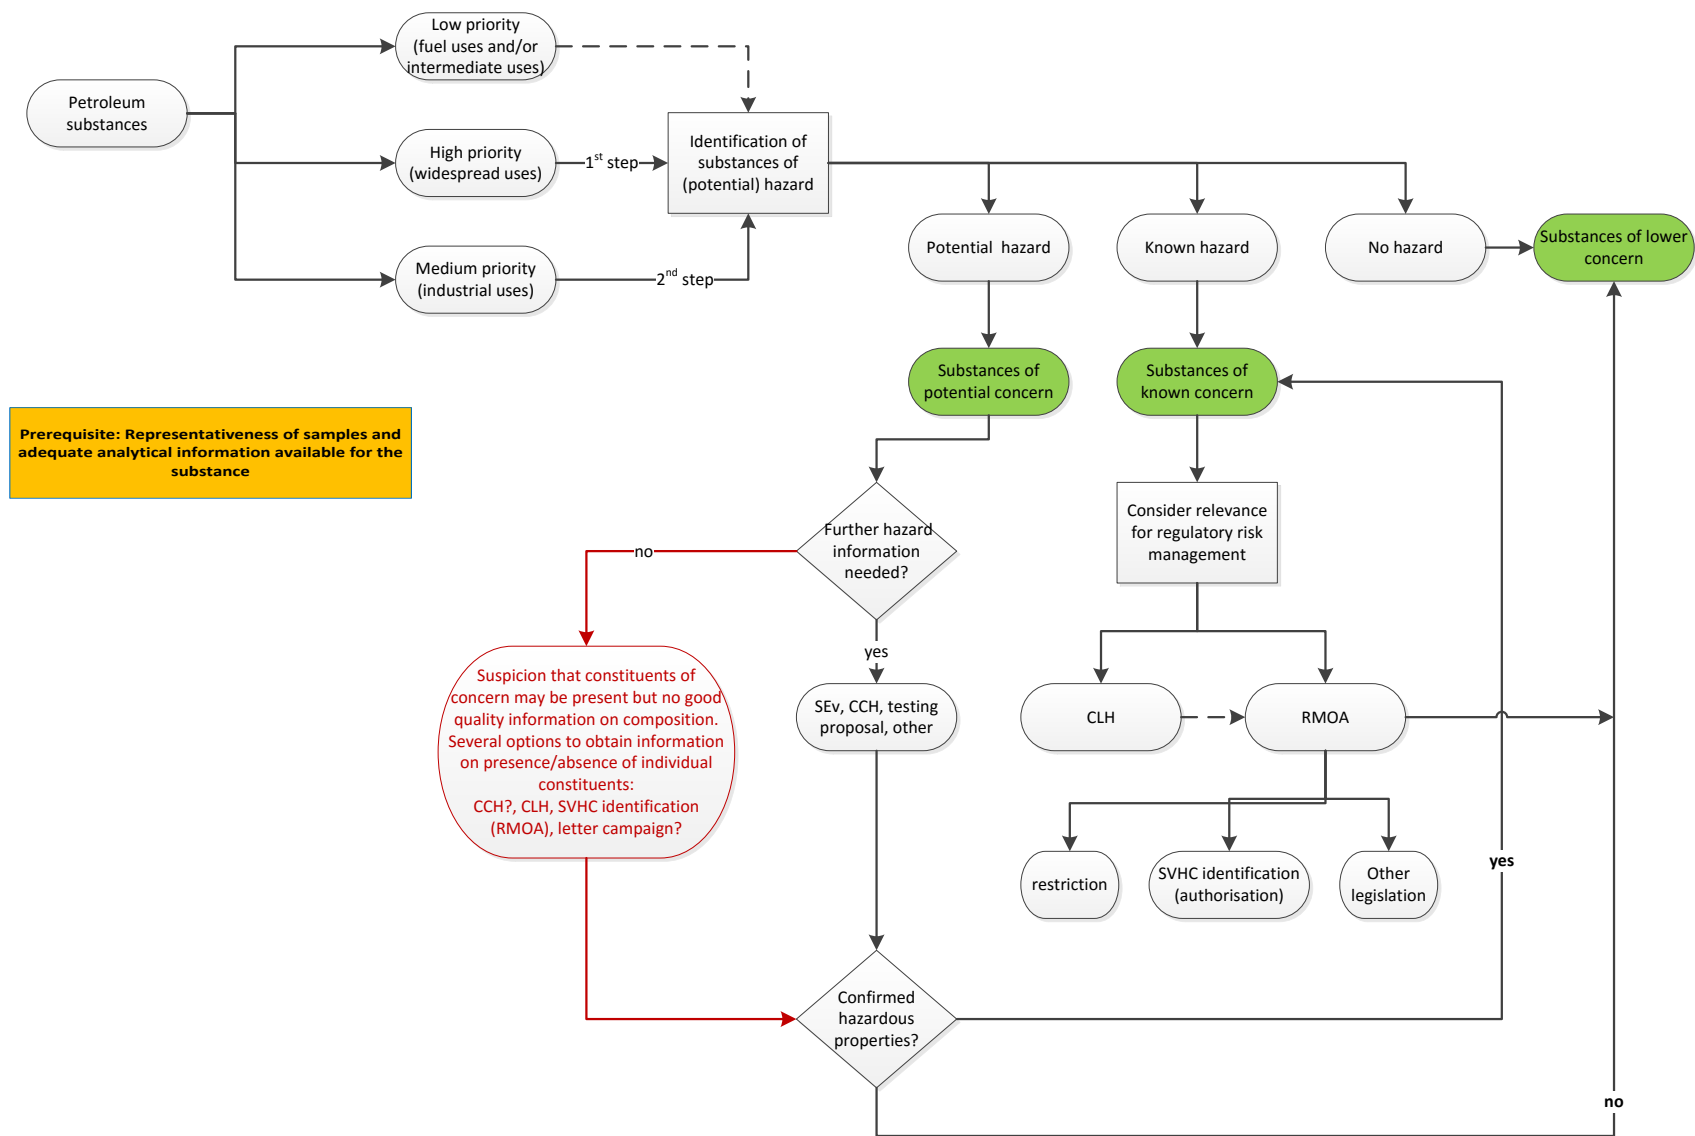 Low priority
(fuel uses and/or
intermediate uses)
Petroleum
substances
High priority
(widespread uses)
1st step
Identification of
substances of
(potential) hazard
Medium priority
(industrial uses)
2nd step
Potential hazard
Known hazard
No hazard
Substances of lower
concern
Substances of
potential concern
Substances of
known concern
Prerequisite: Representativeness of samples and
adequate analytical information available for the
substance
Further hazard
information
needed?
no
yes
Consider relevance
for regulatory risk
management
Suspicion that constituents of
concern may be present but no good
quality information on composition.
Several options to obtain information
on presence/absence of individual
constituents:
CCH?, CLH, SVHC identification
(RMOA), letter campaign?
SEv, CCH, testing
proposal, other
CLH
RMOA
restriction
SVHC identification
(authorisation)
Other
legislation
yes
Confirmed
hazardous
properties?
no